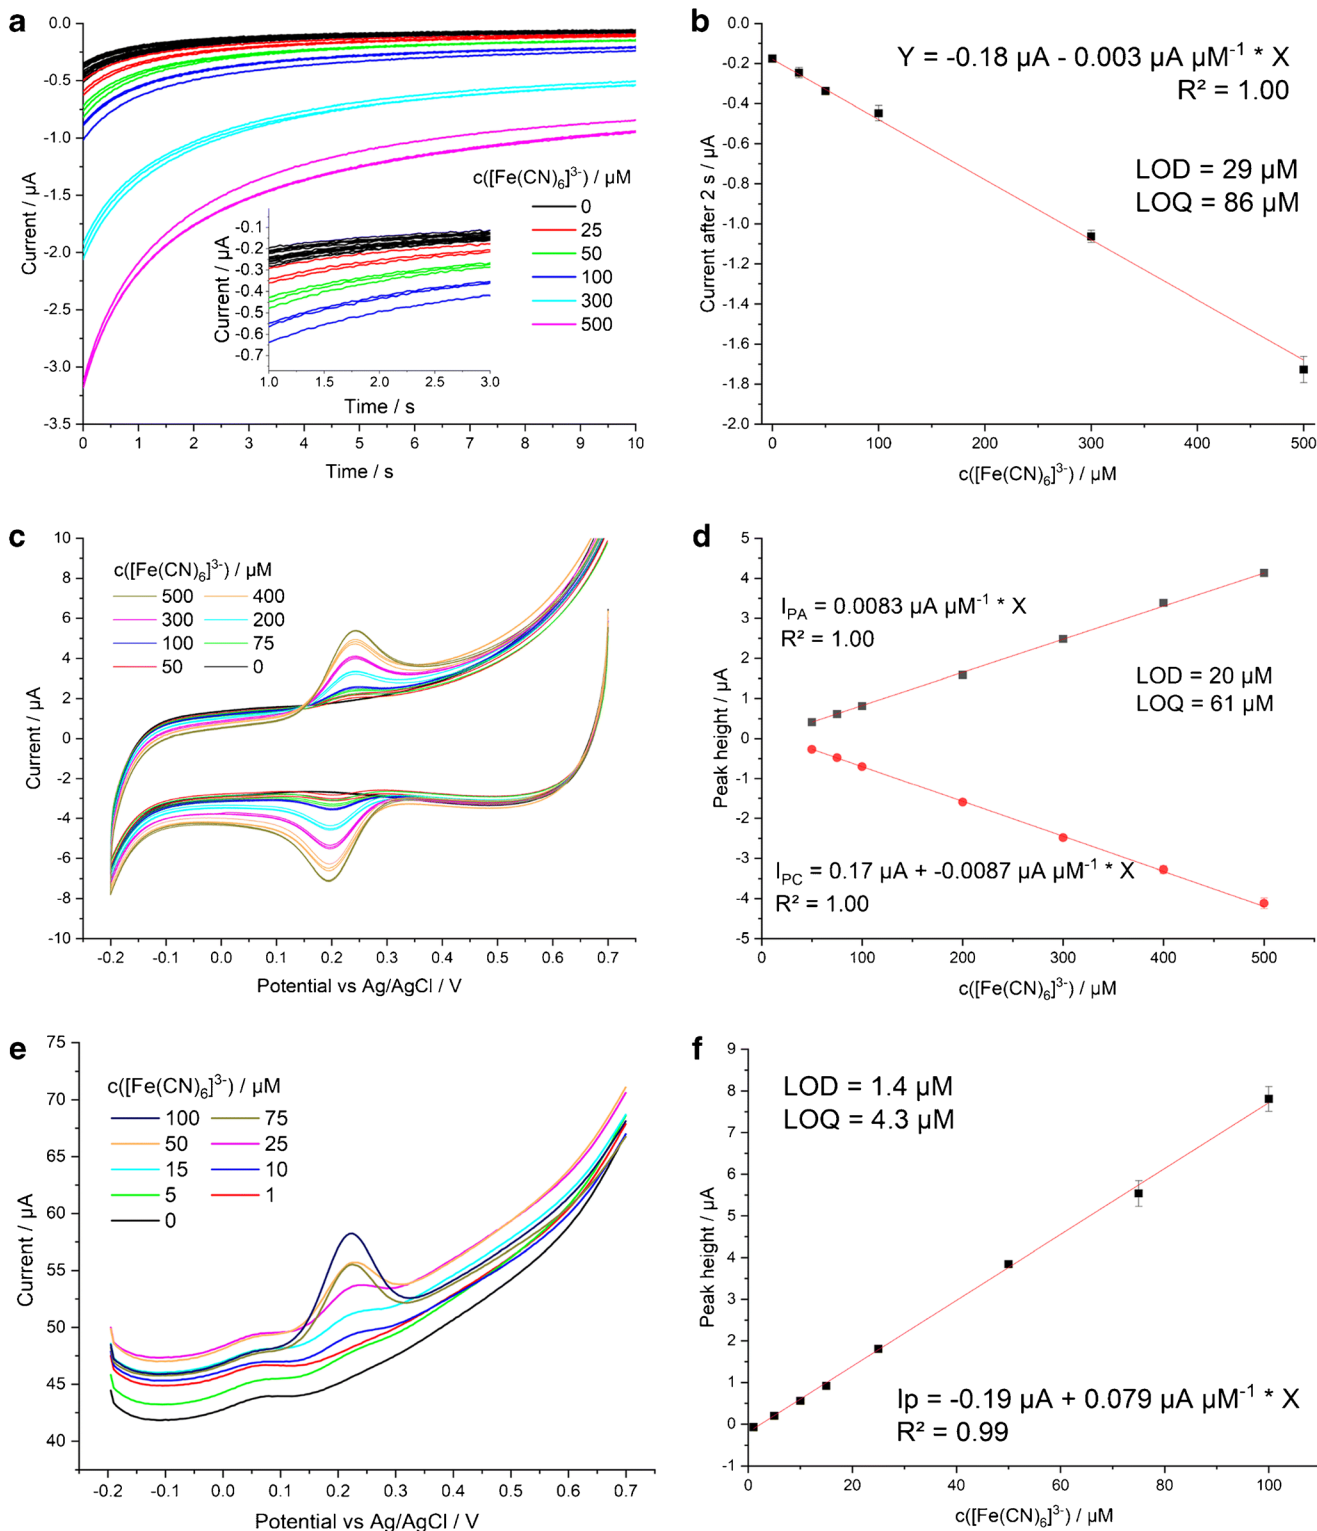 a
0.0
-0.5
-1.0
-1.5
-2.0
-2.5
-3.0
-3.5
Current / µA
c([Fe(CN)₆]³⁻) / µM
0
25
50
100
300
500
-0.1
-0.2
-0.3
-0.4
-0.5
-0.6
-0.7
Current / µA
1.0 1.5 2.0 2.5 3.0
Time / s
0 1 2 3 4 5 6 7 8 9 10
Time / s
b
Y = -0.18 µA - 0.003 µA µM⁻¹ * X
R² = 1.00
LOD = 29 µM
LOQ = 86 µM
0.0
-0.2
-0.4
-0.6
-0.8
-1.0
-1.2
-1.4
-1.6
-1.8
-2.0
Current after 2 s / µA
0 100 200 300 400 500
c([Fe(CN)₆]³⁻) / µM
c
c([Fe(CN)₆]³⁻) / µM
500 400
300 200
100 75
50 0
10
8
6
4
2
0
-2
-4
-6
-8
-10
Current / µA
-0.2 -0.1 0.0 0.1 0.2 0.3 0.4 0.5 0.6 0.7
Potential vs Ag/AgCl / V
d
I_PA = 0.0083 µA µM⁻¹ * X
R² = 1.00
LOD = 20 µM
LOQ = 61 µM
I_PC = 0.17 µA + -0.0087 µA µM⁻¹ * X
R² = 1.00
5
4
3
2
1
0
-1
-2
-3
-4
-5
Peak height / µA
0 100 200 300 400 500
c([Fe(CN)₆]³⁻) / µM
e
c([Fe(CN)₆]³⁻) / µM
100 75
50 25
15 10
5 1
0
75
70
65
60
55
50
45
40
Current / µA
-0.2 -0.1 0.0 0.1 0.2 0.3 0.4 0.5 0.6 0.7
Potential vs Ag/AgCl / V
f
LOD = 1.4 µM
LOQ = 4.3 µM
Ip = -0.19 µA + 0.079 µA µM⁻¹ * X
R² = 0.99
9
8
7
6
5
4
3
2
1
0
-1
Peak height / µA
0 20 40 60 80 100
c([Fe(CN)₆]³⁻) / µM